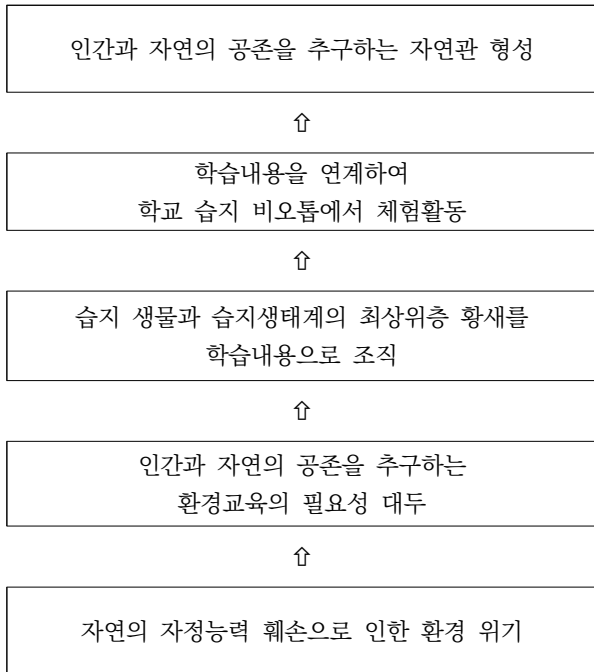 인간과 자연의 공존을 추구하는 자연관 형성
⇧
학습내용을 연계하여
학교 습지 비오톱에서 체험활동
⇧
습지 생물과 습지생태계의 최상위층 황새를
학습내용으로 조직
⇧
인간과 자연의 공존을 추구하는
환경교육의 필요성 대두
⇧
자연의 자정능력 훼손으로 인한 환경 위기